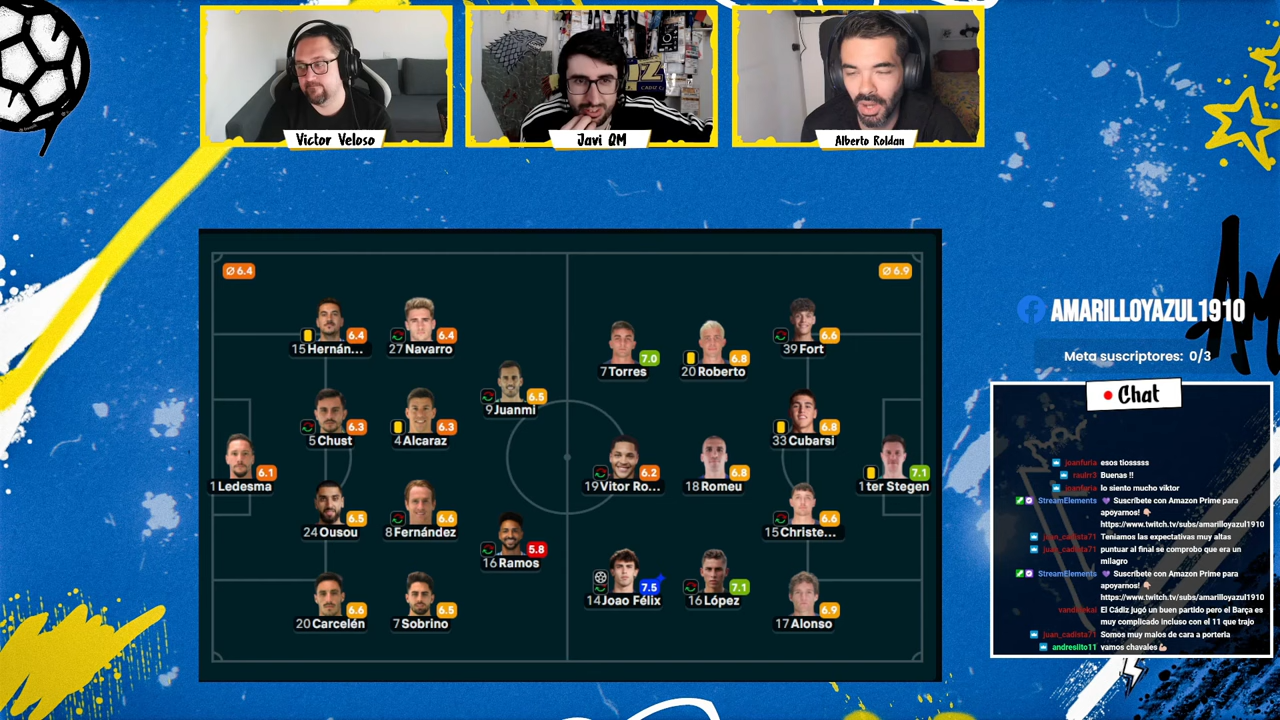 Victor Veloso
Javi QM
Alberto Roldan
Ø 6.4
Ø 6.9
6.4
15 Hernán...
6.4
27 Navarro
6.5
9 Juanmi
6.3
5 Chust
6.3
4 Alcaraz
6.1
1 Ledesma
6.5
24 Ousou
6.6
8 Fernández
5.8
16 Ramos
6.6
20 Carcelén
6.5
7 Sobrino
7.0
7 Torres
6.8
20 Roberto
6.6
39 Fort
6.8
33 Cubarsi
6.2
19 Vitor Ro...
6.8
18 Romeu
7.1
1 ter Stegen
6.6
15 Christe...
7.5
14 Joao Félix
7.1
16 López
6.9
17 Alonso
AMARILLOYAZUL1910
Meta suscriptores: 0/3
Chat
joanfuria esos tiosssss
raulrr3 Buenas !!
joanfuria lo siento mucho viktor
StreamElements 💜 Suscríbete con Amazon Prime para
apoyarnos! 👇🏻
https://www.twitch.tv/subs/amarilloyazul1910
juan_cadista71 Teníamos las expectativas muy altas
juan_cadista71 puntuar al final se comprobo que era un
milagro
StreamElements 💜 Suscríbete con Amazon Prime para
apoyarnos! 👇🏻
https://www.twitch.tv/subs/amarilloyazul1910
El Cádiz jugó un buen partido pero el Barça es
muy complicado incluso con el 11 que trajo
juan_cadista71 Somos muy malos de cara a portería
andresiito11 vamos chavales💪🏻